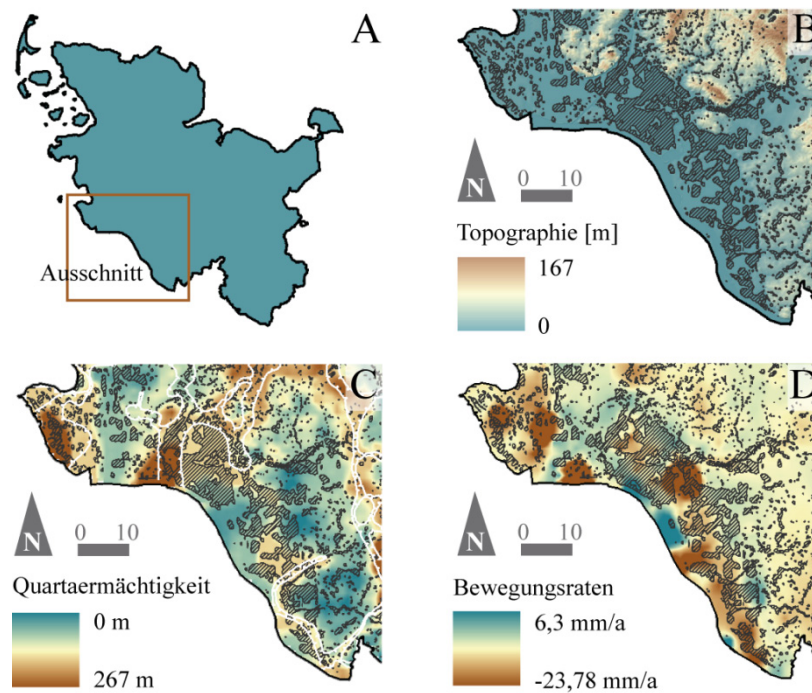 A
Ausschnitt
B
N
0 10
Topographie [m]
167
0
C
N
0 10
Quartaermächtigkeit
0 m
267 m
D
N
0 10
Bewegungsraten
6,3 mm/a
-23,78 mm/a